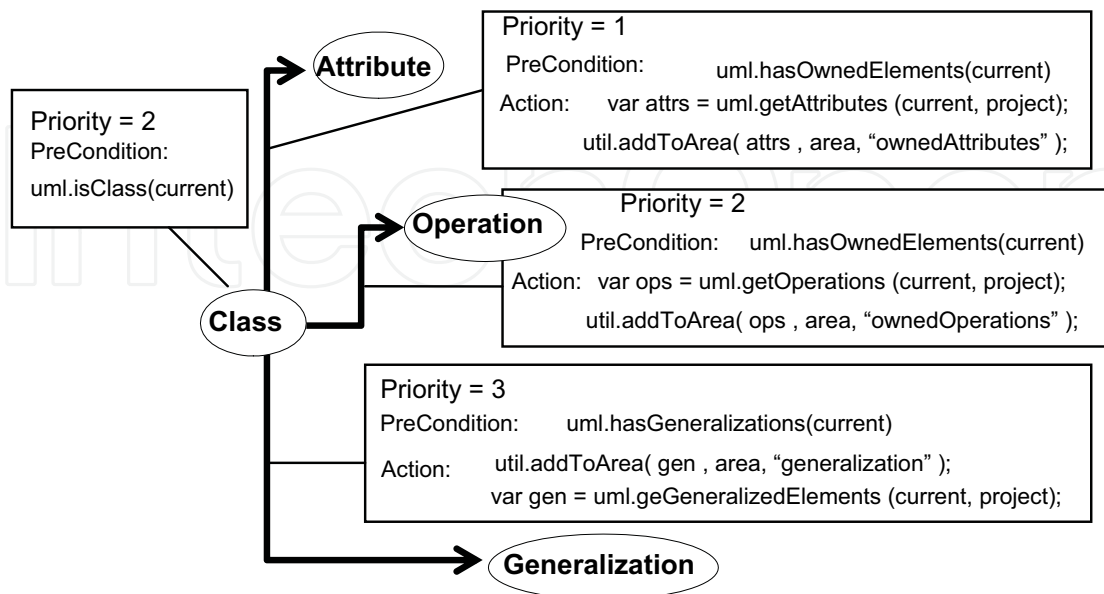 Attribute
Priority = 1
PreCondition: uml.hasOwnedElements(current)
Action: var attrs = uml.getAttributes (current, project);
util.addToArea( attrs , area, “ownedAttributes” );
Priority = 2
PreCondition:
uml.isClass(current)
Operation
Priority = 2
PreCondition: uml.hasOwnedElements(current)
Action: var ops = uml.getOperations (current, project);
util.addToArea( ops , area, “ownedOperations” );
Class
Priority = 3
PreCondition: uml.hasGeneralizations(current)
Action: util.addToArea( gen , area, “generalization” );
var gen = uml.geGeneralizedElements (current, project);
Generalization